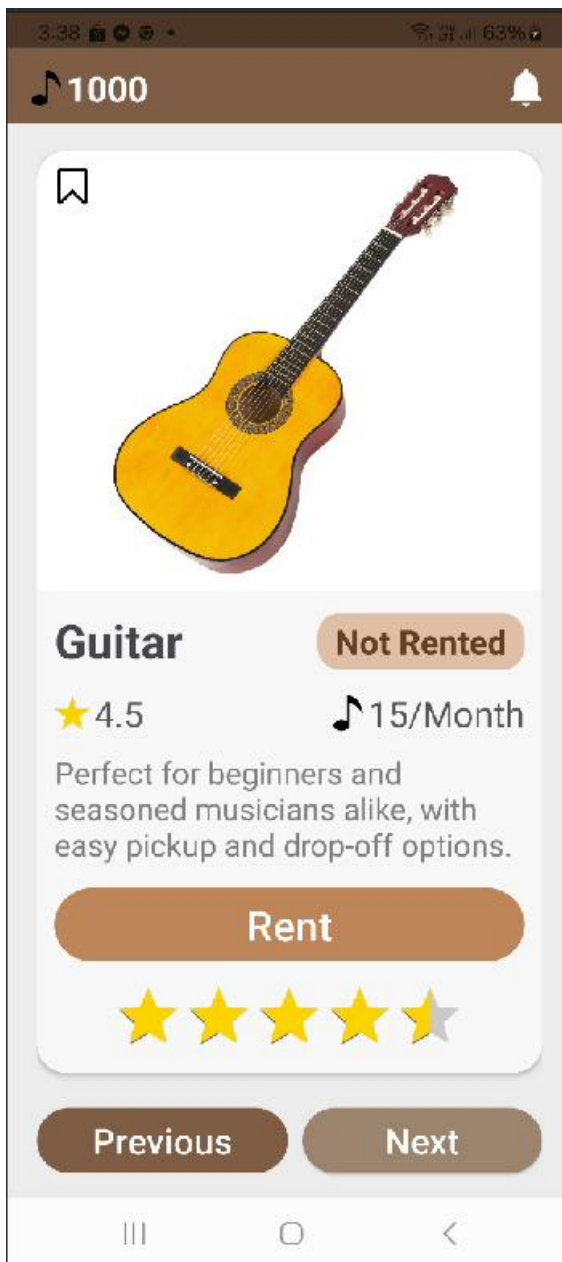 3:38 63%
1000
Guitar
Not Rented
4.5
15/Month
Perfect for beginners and
seasoned musicians alike, with
easy pickup and drop-off options.
Rent
Previous
Next